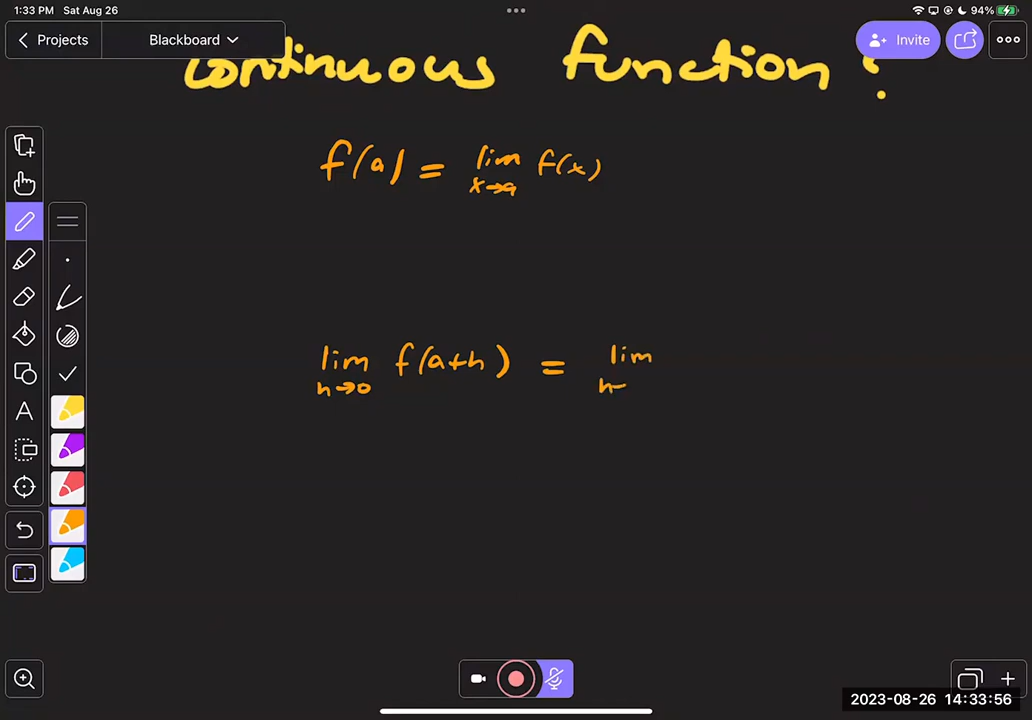 1:33 PM Sat Aug 26
94%
Projects
Blackboard
Invite
continuous function?
f(a) = lim f(x)
x→a
lim f(a+h) = lim
h→0 h-
A
2023-08-26 14:33:56